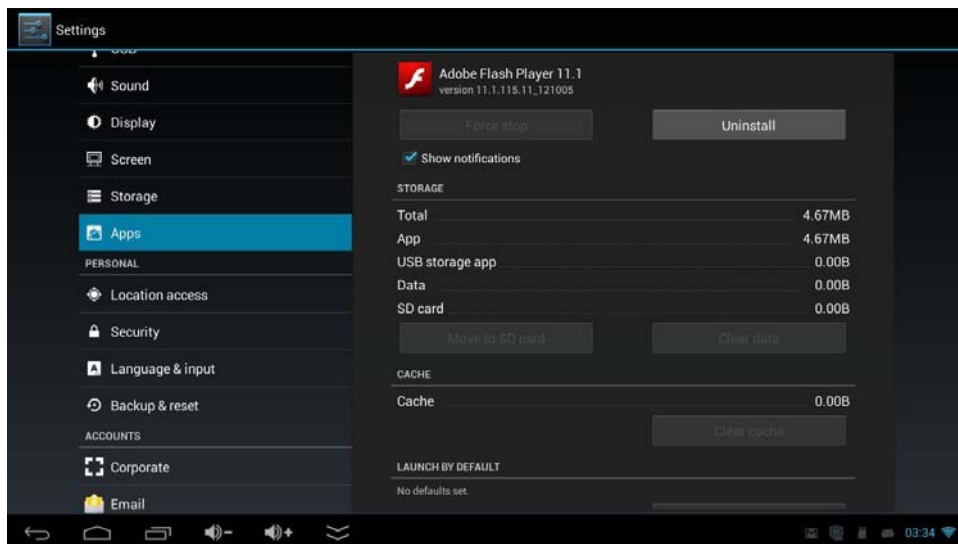 Settings
Sound
Display
Screen
Storage
Apps
PERSONAL
Location access
Security
Language & input
Backup & reset
ACCOUNTS
Corporate
Email
Adobe Flash Player 11.1
version 11.1.115.11_121005
Force stop
Uninstall
Show notifications
STORAGE
Total 4.67MB
App 4.67MB
USB storage app 0.00B
Data 0.00B
SD card 0.00B
Move to SD card
Clear data
CACHE
Cache 0.00B
Clear cache
LAUNCH BY DEFAULT
No defaults set.
03:34